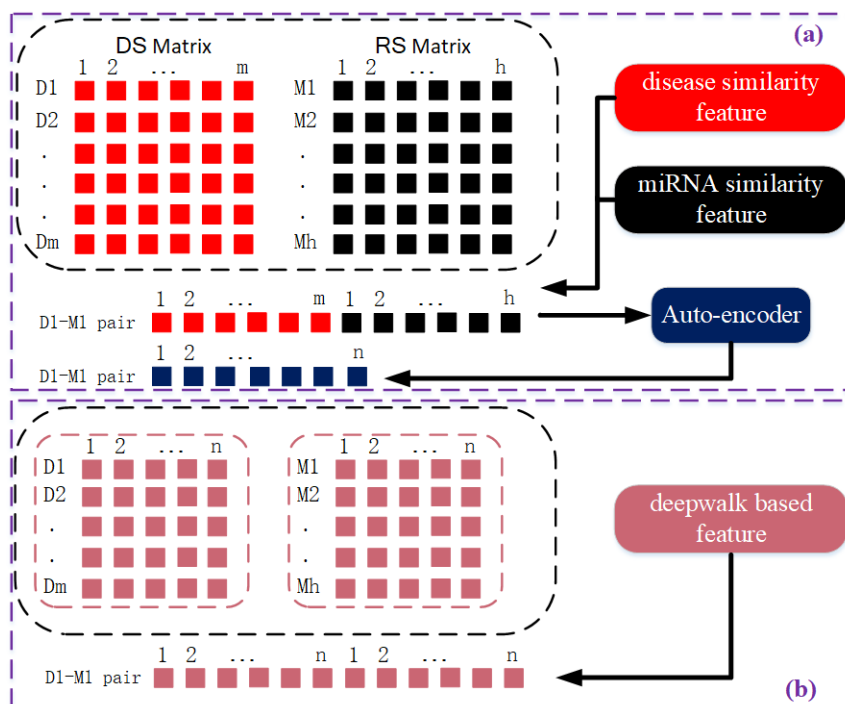 (a)
DS Matrix RS Matrix
1 2 ... m 1 2 ... h
D1 M1
D2 M2
. .
. .
. .
Dm Mh
disease similarity
feature
miRNA similarity
feature
1 2 ... m 1 2 ... h
D1-M1 pair
Auto-encoder
1 2 ... n
D1-M1 pair
1 2 ... n 1 2 ... n
D1 M1
D2 M2
. .
. .
Dm Mh
deepwalk based
feature
1 2 ... n 1 2 ... n
D1-M1 pair
(b)